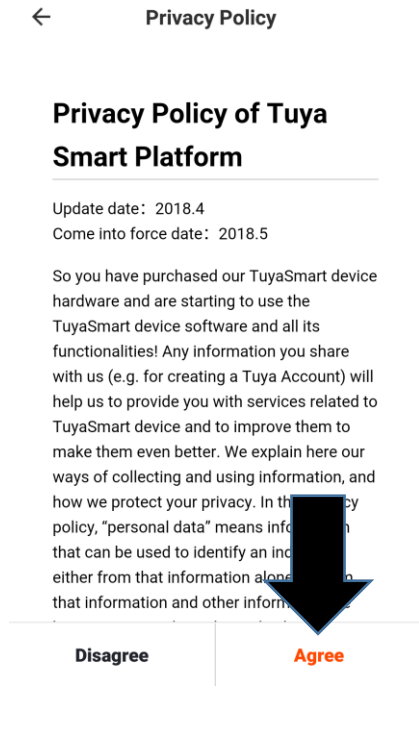 Privacy Policy
Privacy Policy of Tuya
Smart Platform
Update date：2018.4
Come into force date：2018.5
So you have purchased our TuyaSmart device
hardware and are starting to use the
TuyaSmart device software and all its
functionalities! Any information you share
with us (e.g. for creating a Tuya Account) will
help us to provide you with services related to
TuyaSmart device and to improve them to
make them even better. We explain here our
ways of collecting and using information, and
how we protect your privacy. In
policy, “personal data” means
that can be used to identify an
either from that information alone
that information and other
Disagree
Agree